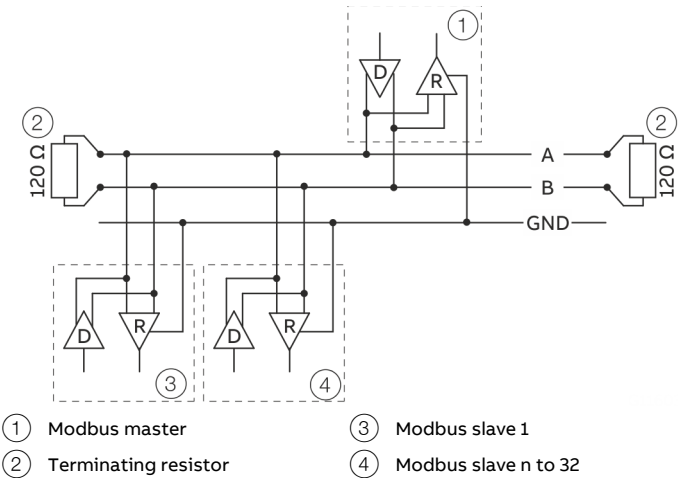 1
D
R
2
2
120 Ω
A
120 Ω
B
GND
D
R
D
R
3
4
1 Modbus master
3 Modbus slave 1
2 Terminating resistor
4 Modbus slave n to 32